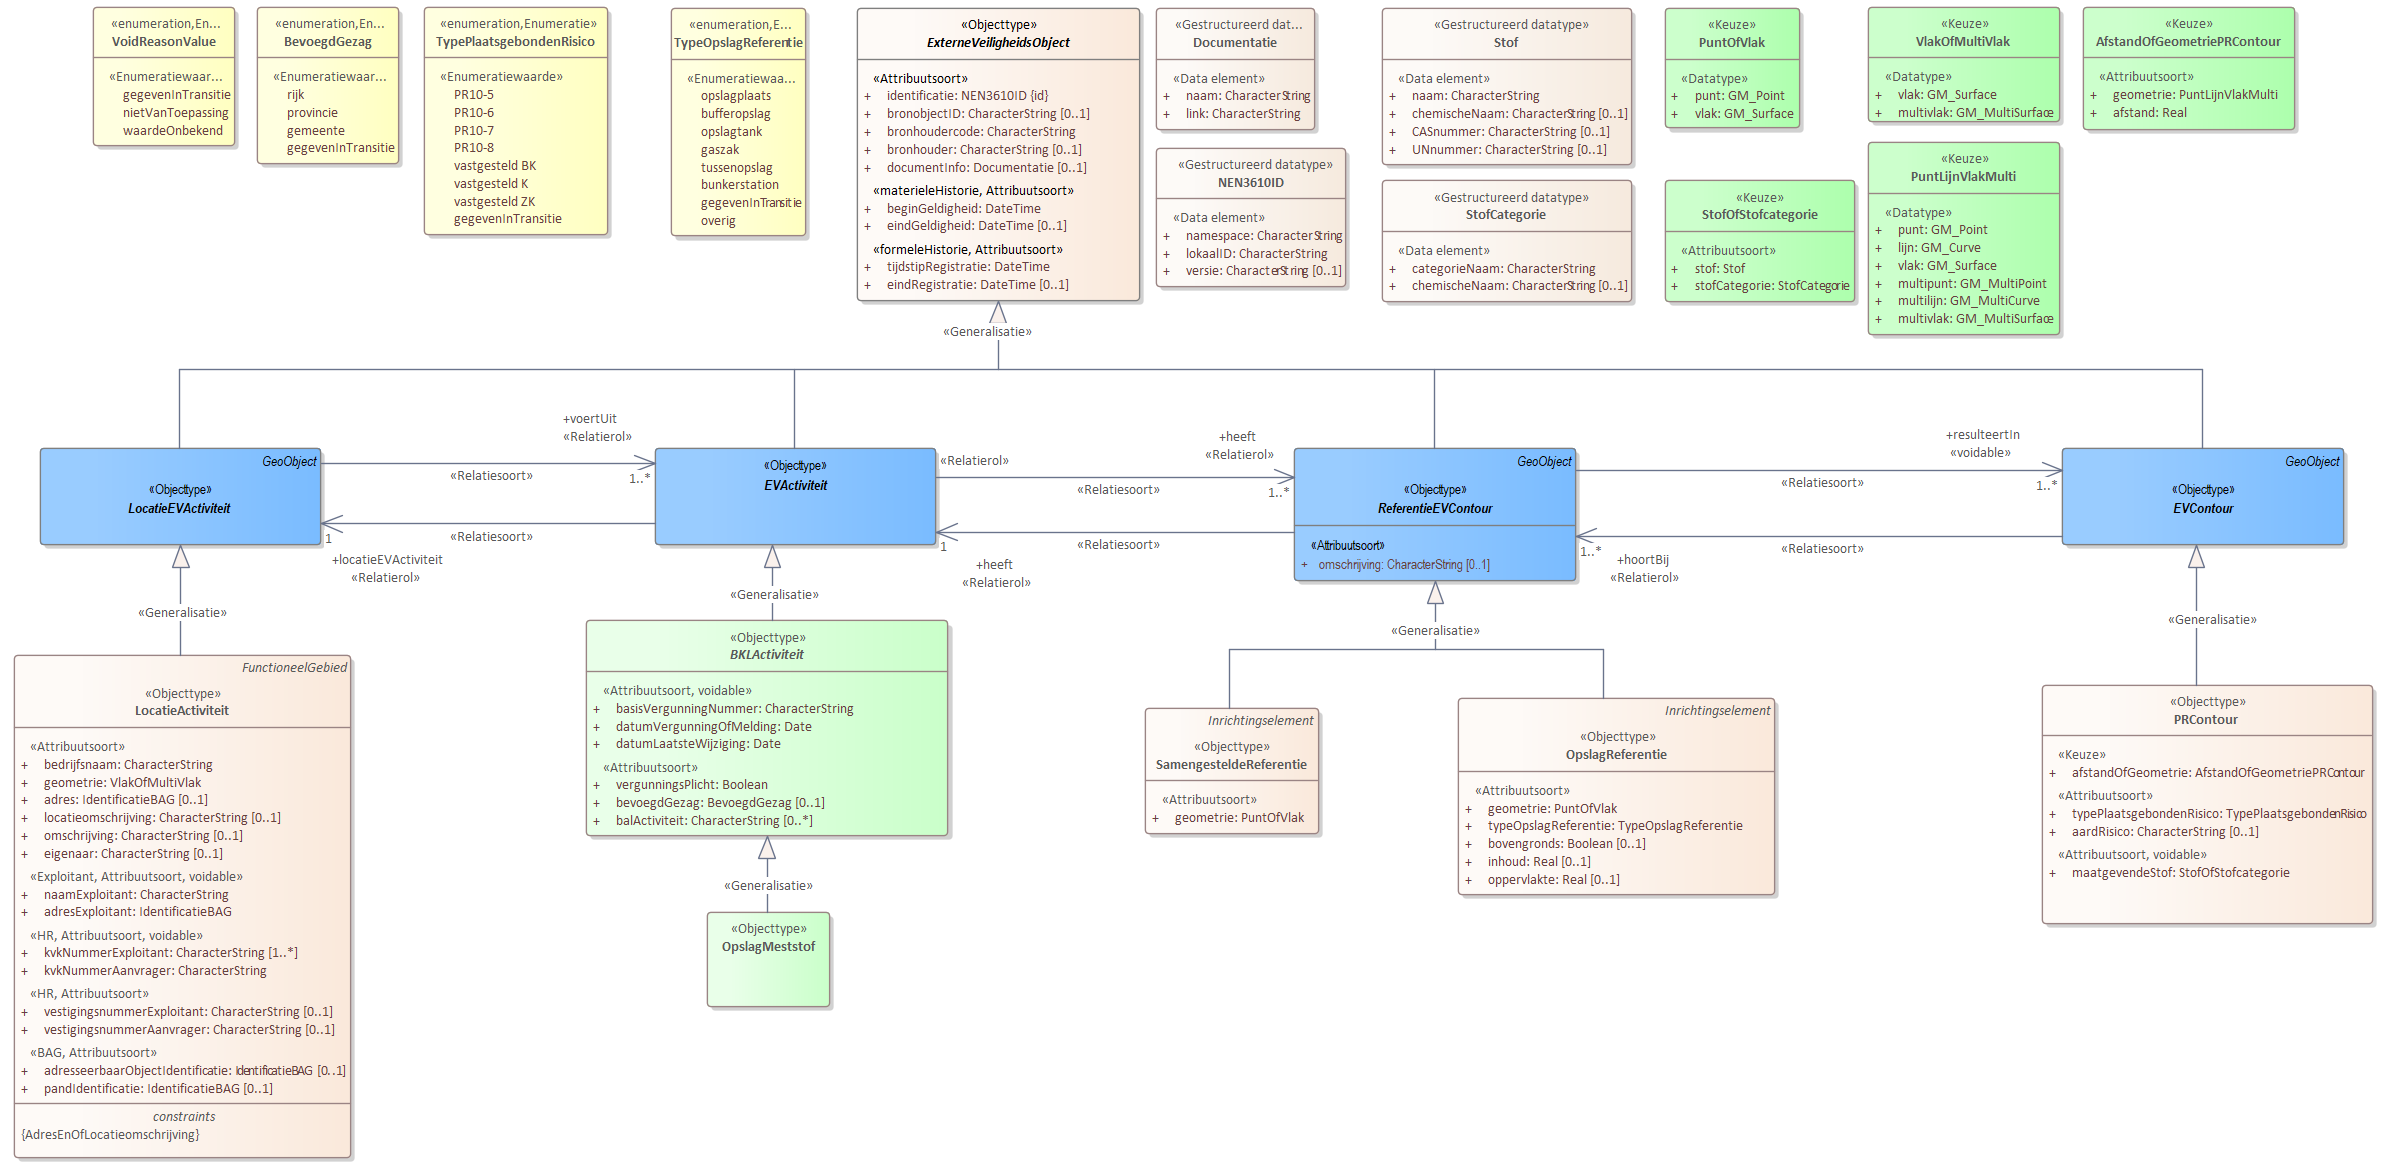 «enumeration,En...
VoidReasonValue
«Enumeratiewaar...
gegevenInTransitie
nietVanToepassing
waardeOnbekend
«enumeration,En...
BevoegdGezag
«Enumeratiewaar...
rijk
provincie
gemeente
gegevenInTransitie
«enumeration,Enumeratie»
TypePlaatsgebondenRisico
«Enumeratiewaarde»
PR10-5
PR10-6
PR10-7
PR10-8
vastgesteld BK
vastgesteld K
vastgesteld ZK
gegevenInTransitie
«enumeration,E...
TypeOpslagReferentie
«Enumeratiewaa...
opslagplaats
bufferopslag
opslagtank
gaszak
tussenopslag
bunkerstation
gegevenInTransitie
overig
«Objecttype»
ExterneVeiligheidsObject
«Attribuutsoort»
+ identificatie: NEN3610ID {id}
+ bronobjectID: CharacterString [0..1]
+ bronhoudercode: CharacterString
+ bronhouder: CharacterString [0..1]
+ documentInfo: Documentatie [0..1]
«materieleHistorie, Attribuutsoort»
+ beginGeldigheid: DateTime
+ eindGeldigheid: DateTime [0..1]
«formeleHistorie, Attribuutsoort»
+ tijdstipRegistratie: DateTime
+ eindRegistratie: DateTime [0..1]
«Gestructureerd dat...
Documentatie
«Data element»
+ naam: CharacterString
+ link: CharacterString
«Gestructureerd datatype»
NEN3610ID
«Data element»
+ namespace: CharacterString
+ lokaalID: CharacterString
+ versie: CharacterString [0..1]
«Gestructureerd datatype»
Stof
«Data element»
+ naam: CharacterString
+ chemischeNaam: CharacterString [0..1]
+ CASnummer: CharacterString [0..1]
+ UNnummer: CharacterString [0..1]
«Gestructureerd datatype»
StofCategorie
«Data element»
+ categorieNaam: CharacterString
+ chemischeNaam: CharacterString [0..1]
«Keuze»
PuntOfVlak
«Datatype»
+ punt: GM_Point
+ vlak: GM_Surface
«Keuze»
StofOfStofcategorie
«Attribuutsoort»
+ stof: Stof
+ stofCategorie: StofCategorie
«Keuze»
VlakOfMultiVlak
«Datatype»
+ vlak: GM_Surface
+ multivlak: GM_MultiSurface
«Keuze»
PuntLijnVlakMulti
«Datatype»
+ punt: GM_Point
+ lijn: GM_Curve
+ vlak: GM_Surface
+ multipunt: GM_MultiPoint
+ multilijn: GM_MultiCurve
+ multivlak: GM_MultiSurface
«Keuze»
AfstandOfGeometriePRContour
«Attribuutsoort»
+ geometrie: PuntLijnVlakMulti
+ afstand: Real
«Generalisatie»
GeoObject
«Objecttype»
LocatieEVActiviteit
+voertUit
«Relatierol»
1..*
«Relatiesoort»
1
+locatieEVActiviteit
«Relatierol»
«Relatiesoort»
«Objecttype»
EVActiviteit
«Relatierol»
+heeft
«Relatierol»
1..*
«Relatiesoort»
1
+heeft
«Relatierol»
«Relatiesoort»
GeoObject
«Objecttype»
ReferentieEVContour
«Attribuutsoort»
+ omschrijving: CharacterString [0..1]
+resulteertIn
«voidable»
1..*
«Relatiesoort»
1..*
+hoortBij
«Relatierol»
«Relatiesoort»
GeoObject
«Objecttype»
EVContour
«Generalisatie»
FunctioneelGebied
«Objecttype»
LocatieActiviteit
«Attribuutsoort»
+ bedrijfsnaam: CharacterString
+ geometrie: VlakOfMultiVlak
+ adres: IdentificatieBAG [0..1]
+ locatieomschrijving: CharacterString [0..1]
+ omschrijving: CharacterString [0..1]
+ eigenaar: CharacterString [0..1]
«Exploitant, Attribuutsoort, voidable»
+ naamExploitant: CharacterString
+ adresExploitant: IdentificatieBAG
«HR, Attribuutsoort, voidable»
+ kvkNummerExploitant: CharacterString [1..*]
+ kvkNummerAanvrager: CharacterString
«HR, Attribuutsoort»
+ vestigingsnummerExploitant: CharacterString [0..1]
+ vestigingsnummerAanvrager: CharacterString [0..1]
«BAG, Attribuutsoort»
+ adresseerbaarObjectIdentificatie: IdentificatieBAG [0..1]
+ pandIdentificatie: IdentificatieBAG [0..1]
constraints
{AdresEnOfLocatieomschrijving}
«Generalisatie»
«Objecttype»
BKLActiviteit
«Attribuutsoort, voidable»
+ basisVergunningNummer: CharacterString
+ datumVergunningOfMelding: Date
+ datumLaatsteWijziging: Date
«Attribuutsoort»
+ vergunningsPlicht: Boolean
+ bevoegdGezag: BevoegdGezag [0..1]
+ balActiviteit: CharacterString [0..*]
«Generalisatie»
«Objecttype»
OpslagMeststof
«Generalisatie»
Inrichtingselement
«Objecttype»
SamengesteldeReferentie
«Attribuutsoort»
+ geometrie: PuntOfVlak
Inrichtingselement
«Objecttype»
OpslagReferentie
«Attribuutsoort»
+ geometrie: PuntOfVlak
+ typeOpslagReferentie: TypeOpslagReferentie
+ bovengronds: Boolean [0..1]
+ inhoud: Real [0..1]
+ oppervlakte: Real [0..1]
«Generalisatie»
«Objecttype»
PRContour
«Keuze»
+ afstandOfGeometrie: AfstandOfGeometriePRContour
«Attribuutsoort»
+ typePlaatsgebondenRisico: TypePlaatsgebondenRisico
+ aardRisico: CharacterString [0..1]
«Attribuutsoort, voidable»
+ maatgevendeStof: StofOfStofcategorie